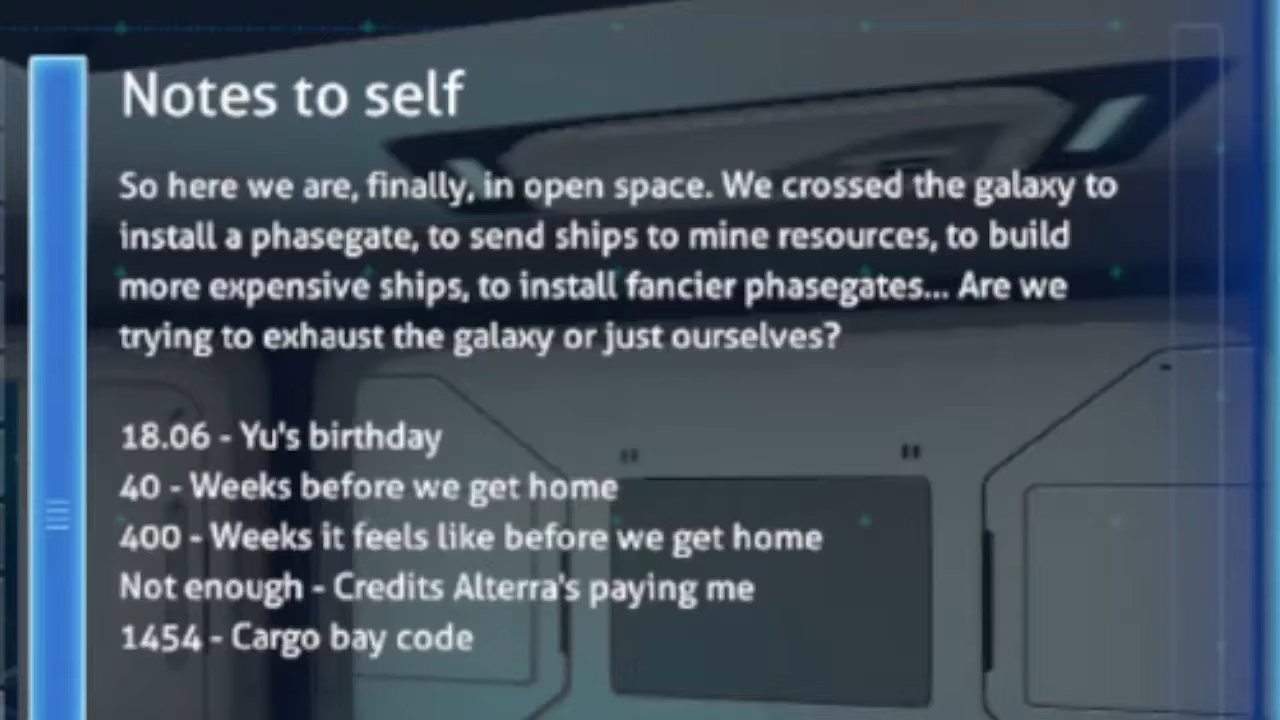 Notes to self
So here we are, finally, in open space. We crossed the galaxy to
install a phasegate, to send ships to mine resources, to build
more expensive ships, to install fancier phasegates... Are we
trying to exhaust the galaxy or just ourselves?
18.06 - Yu's birthday
40 - Weeks before we get home
400 - Weeks it feels like before we get home
Not enough - Credits Alterra's paying me
1454 - Cargo bay code